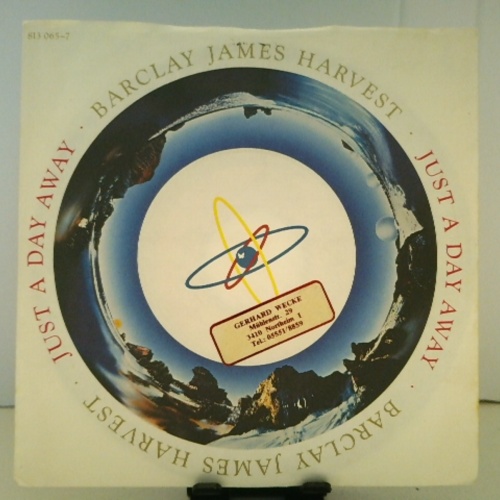 813 065-7
BARCLAY JAMES HARVEST
JUST A DAY AWAY
JUST A DAY AWAY
BARCLAY JAMES HARVEST
GERHARD WECKE
Mühlenstr. 29
3410 Northeim 1
Tel.: 05551/8859